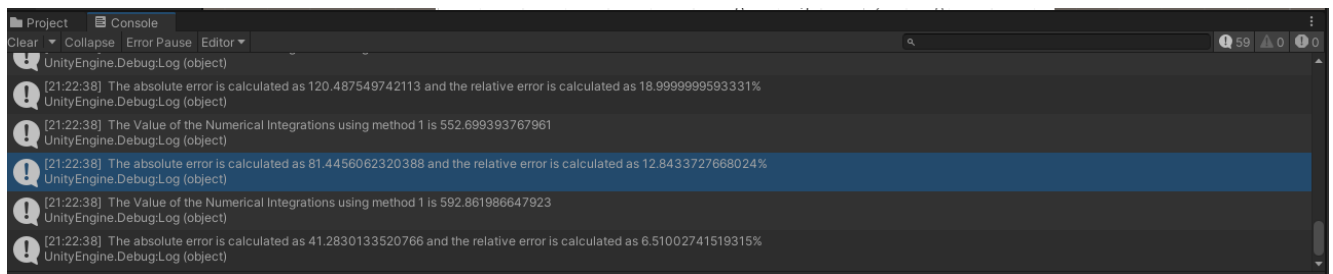 Project Console
Clear Collapse Error Pause Editor 59 0 0
UnityEngine.Debug:Log (object)
[21:22:38] The absolute error is calculated as 120.487549742113 and the relative error is calculated as 18.9999999593331%
UnityEngine.Debug:Log (object)
[21:22:38] The Value of the Numerical Integrations using method 1 is 552.699393767961
UnityEngine.Debug:Log (object)
[21:22:38] The absolute error is calculated as 81.4456062320388 and the relative error is calculated as 12.8433727668024%
UnityEngine.Debug:Log (object)
[21:22:38] The Value of the Numerical Integrations using method 1 is 592.861986647923
UnityEngine.Debug:Log (object)
[21:22:38] The absolute error is calculated as 41.2830133520766 and the relative error is calculated as 6.51002741519315%
UnityEngine.Debug:Log (object)